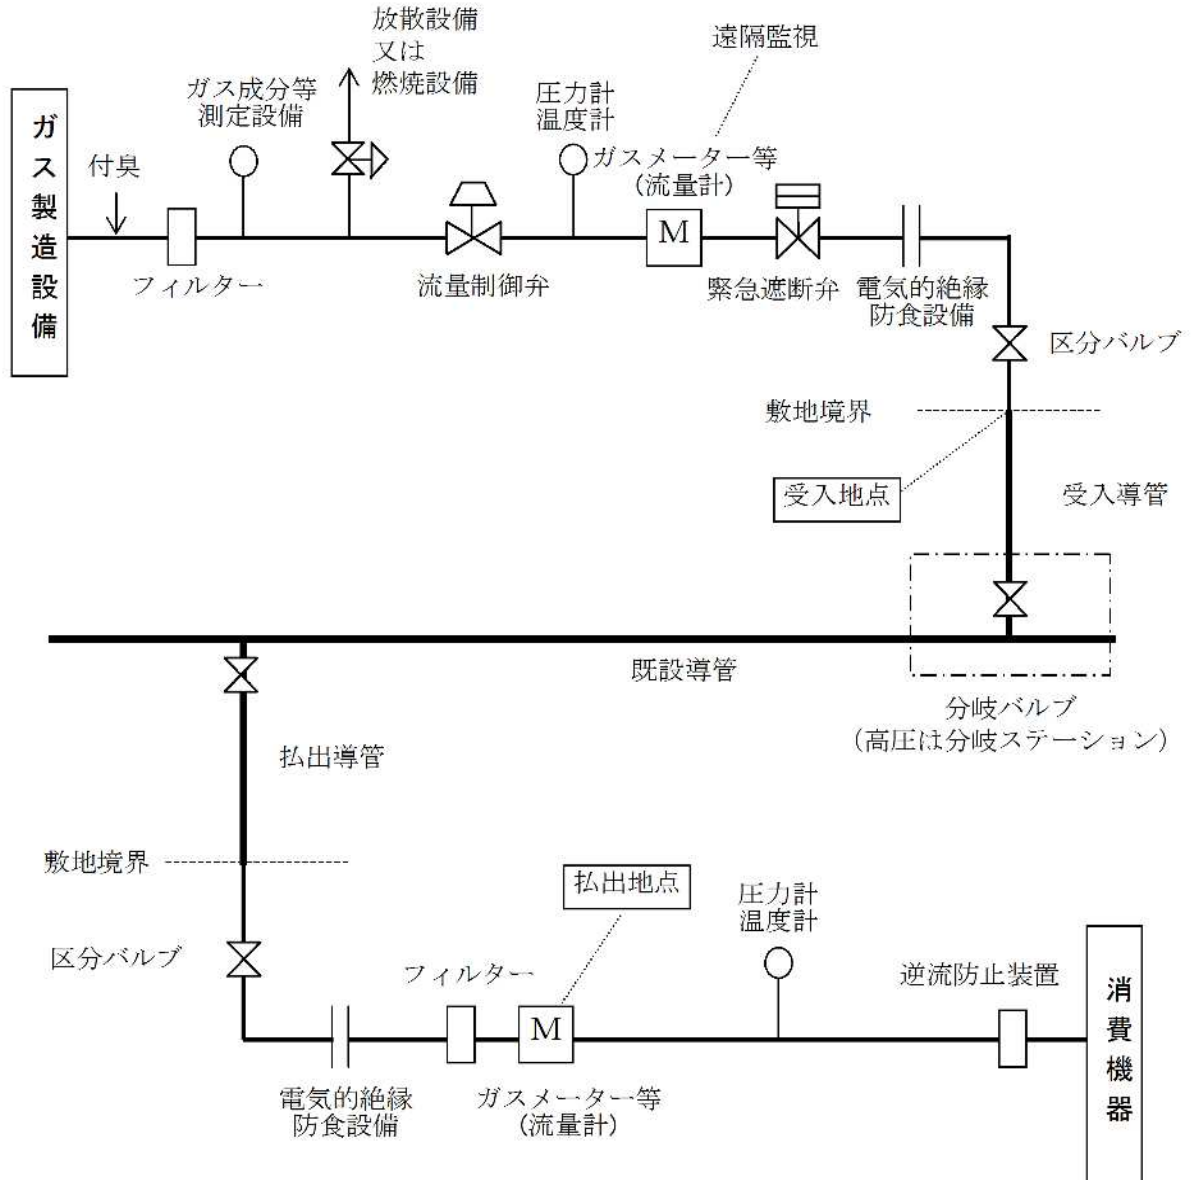 放散設備
又は
燃焼設備
遠隔監視
ガス成分等
測定設備
圧力計
温度計
ガスメーター等
(流量計)
ガス製造設備
付臭
M
フィルター
流量制御弁
緊急遮断弁
電気的絶縁
防食設備
区分バルブ
敷地境界
受入地点
受入導管
既設導管
分岐バルブ
(高圧は分岐ステーション)
払出導管
敷地境界
払出地点
圧力計
温度計
区分バルブ
フィルター
逆流防止装置
消費機器
M
電気的絶縁
防食設備
ガスメーター等
(流量計)